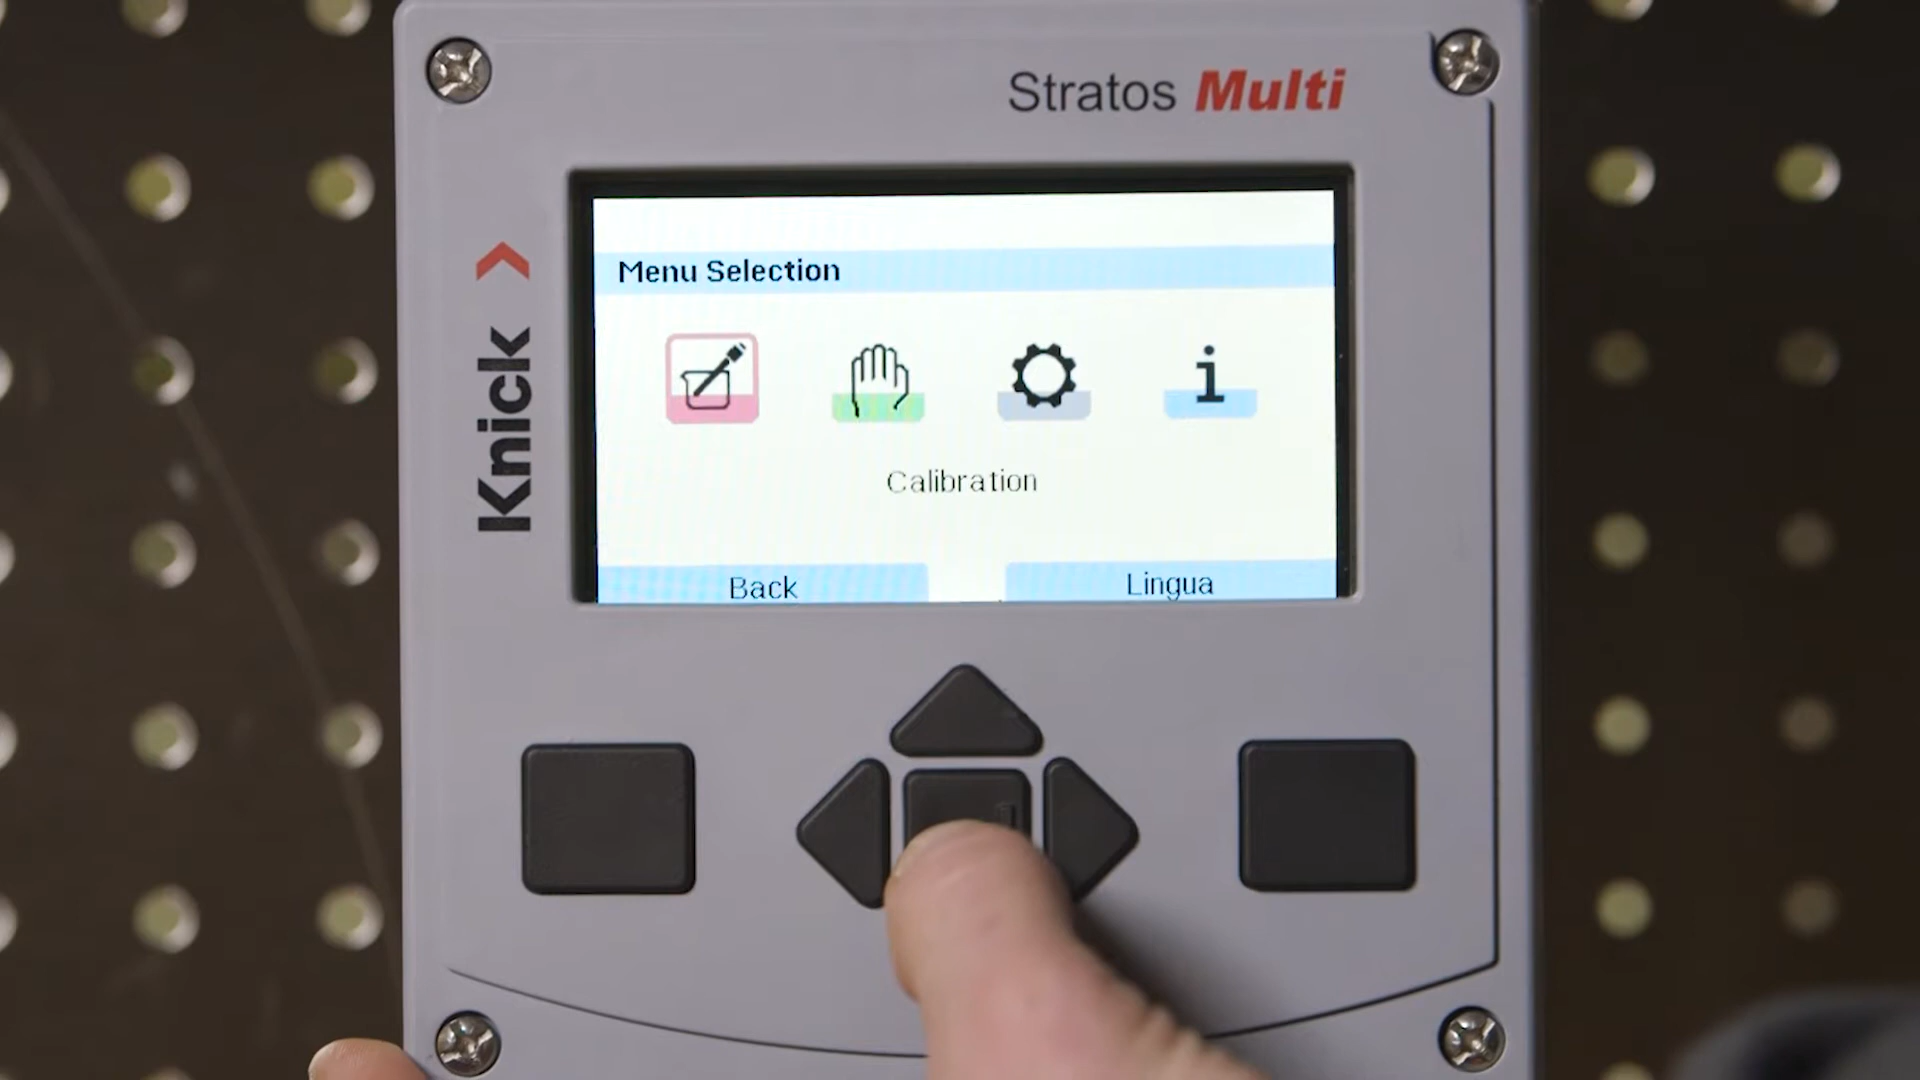 Stratos Multi
Knick
Menu Selection
i
Calibration
Back
Lingua